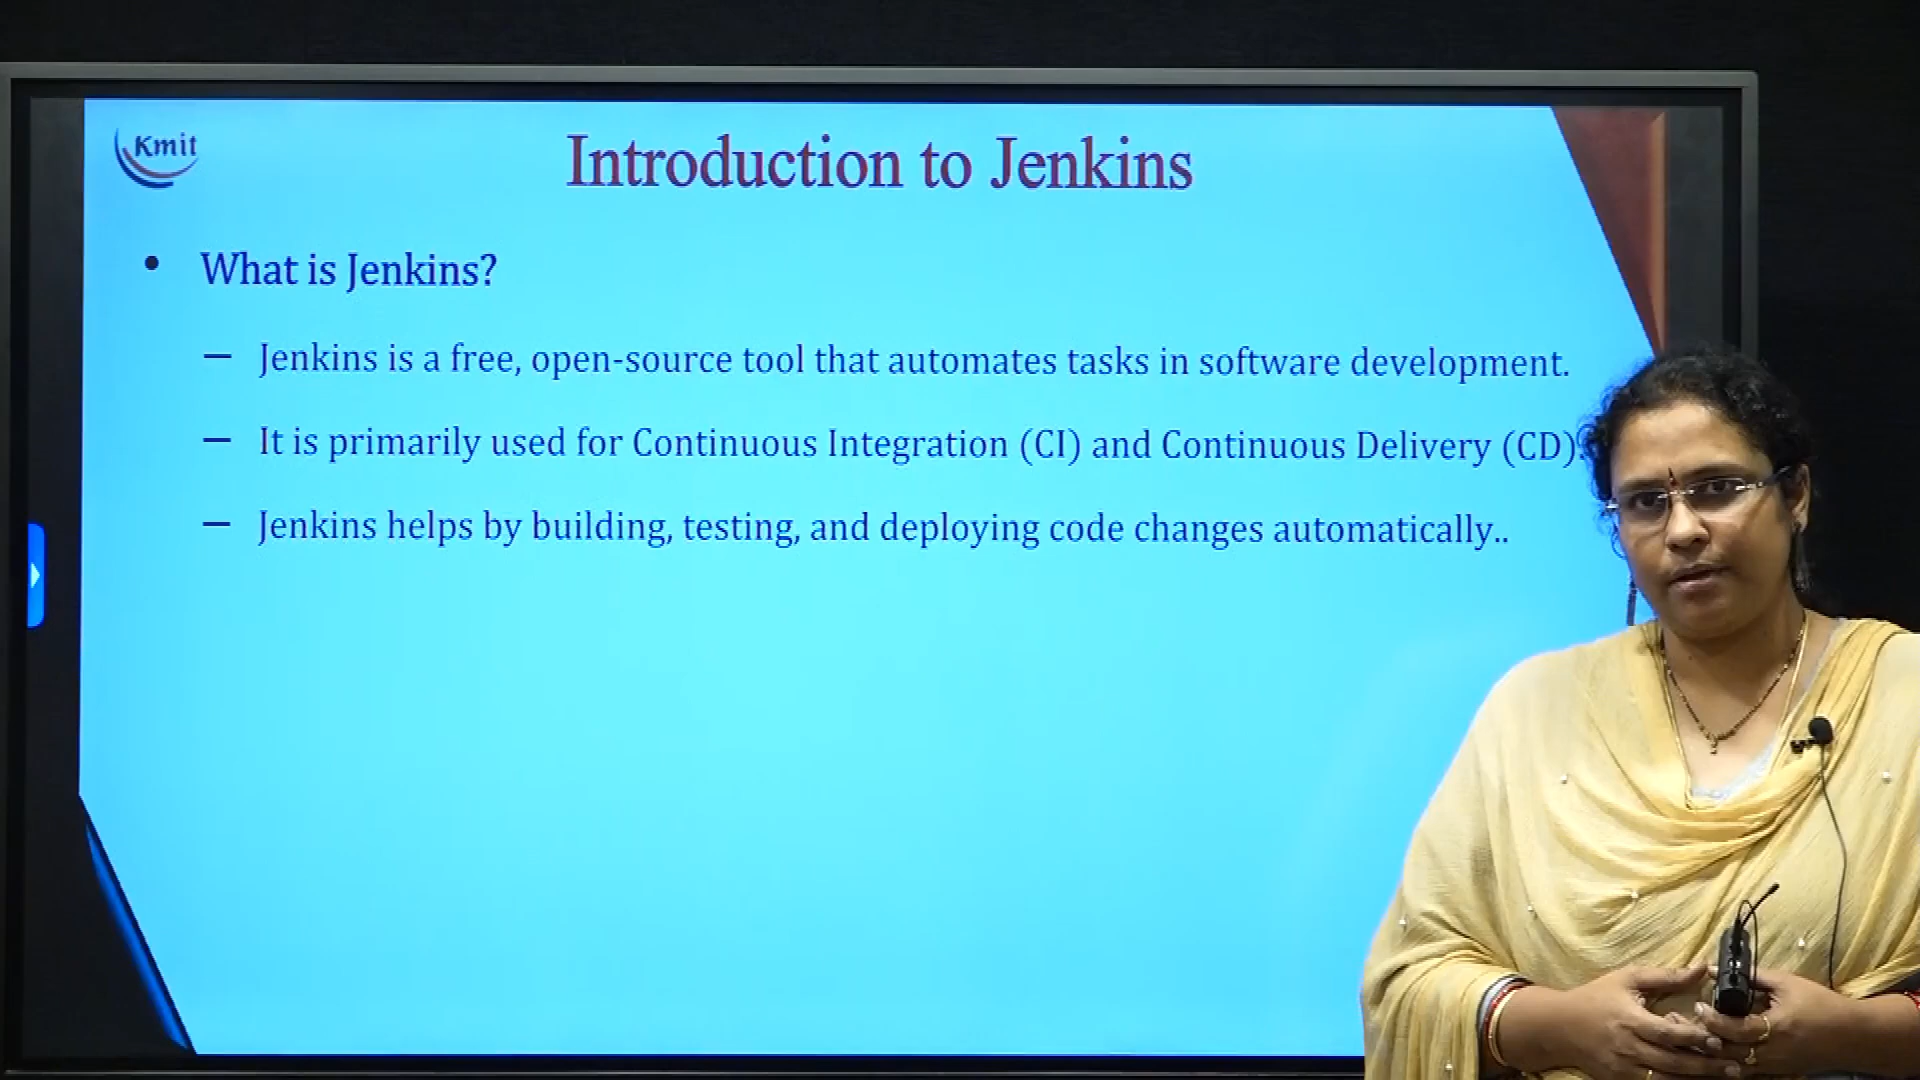 Kmit
Introduction to Jenkins
• What is Jenkins?
– Jenkins is a free, open-source tool that automates tasks in software development.
– It is primarily used for Continuous Integration (CI) and Continuous Delivery (CD).
– Jenkins helps by building, testing, and deploying code changes automatically..